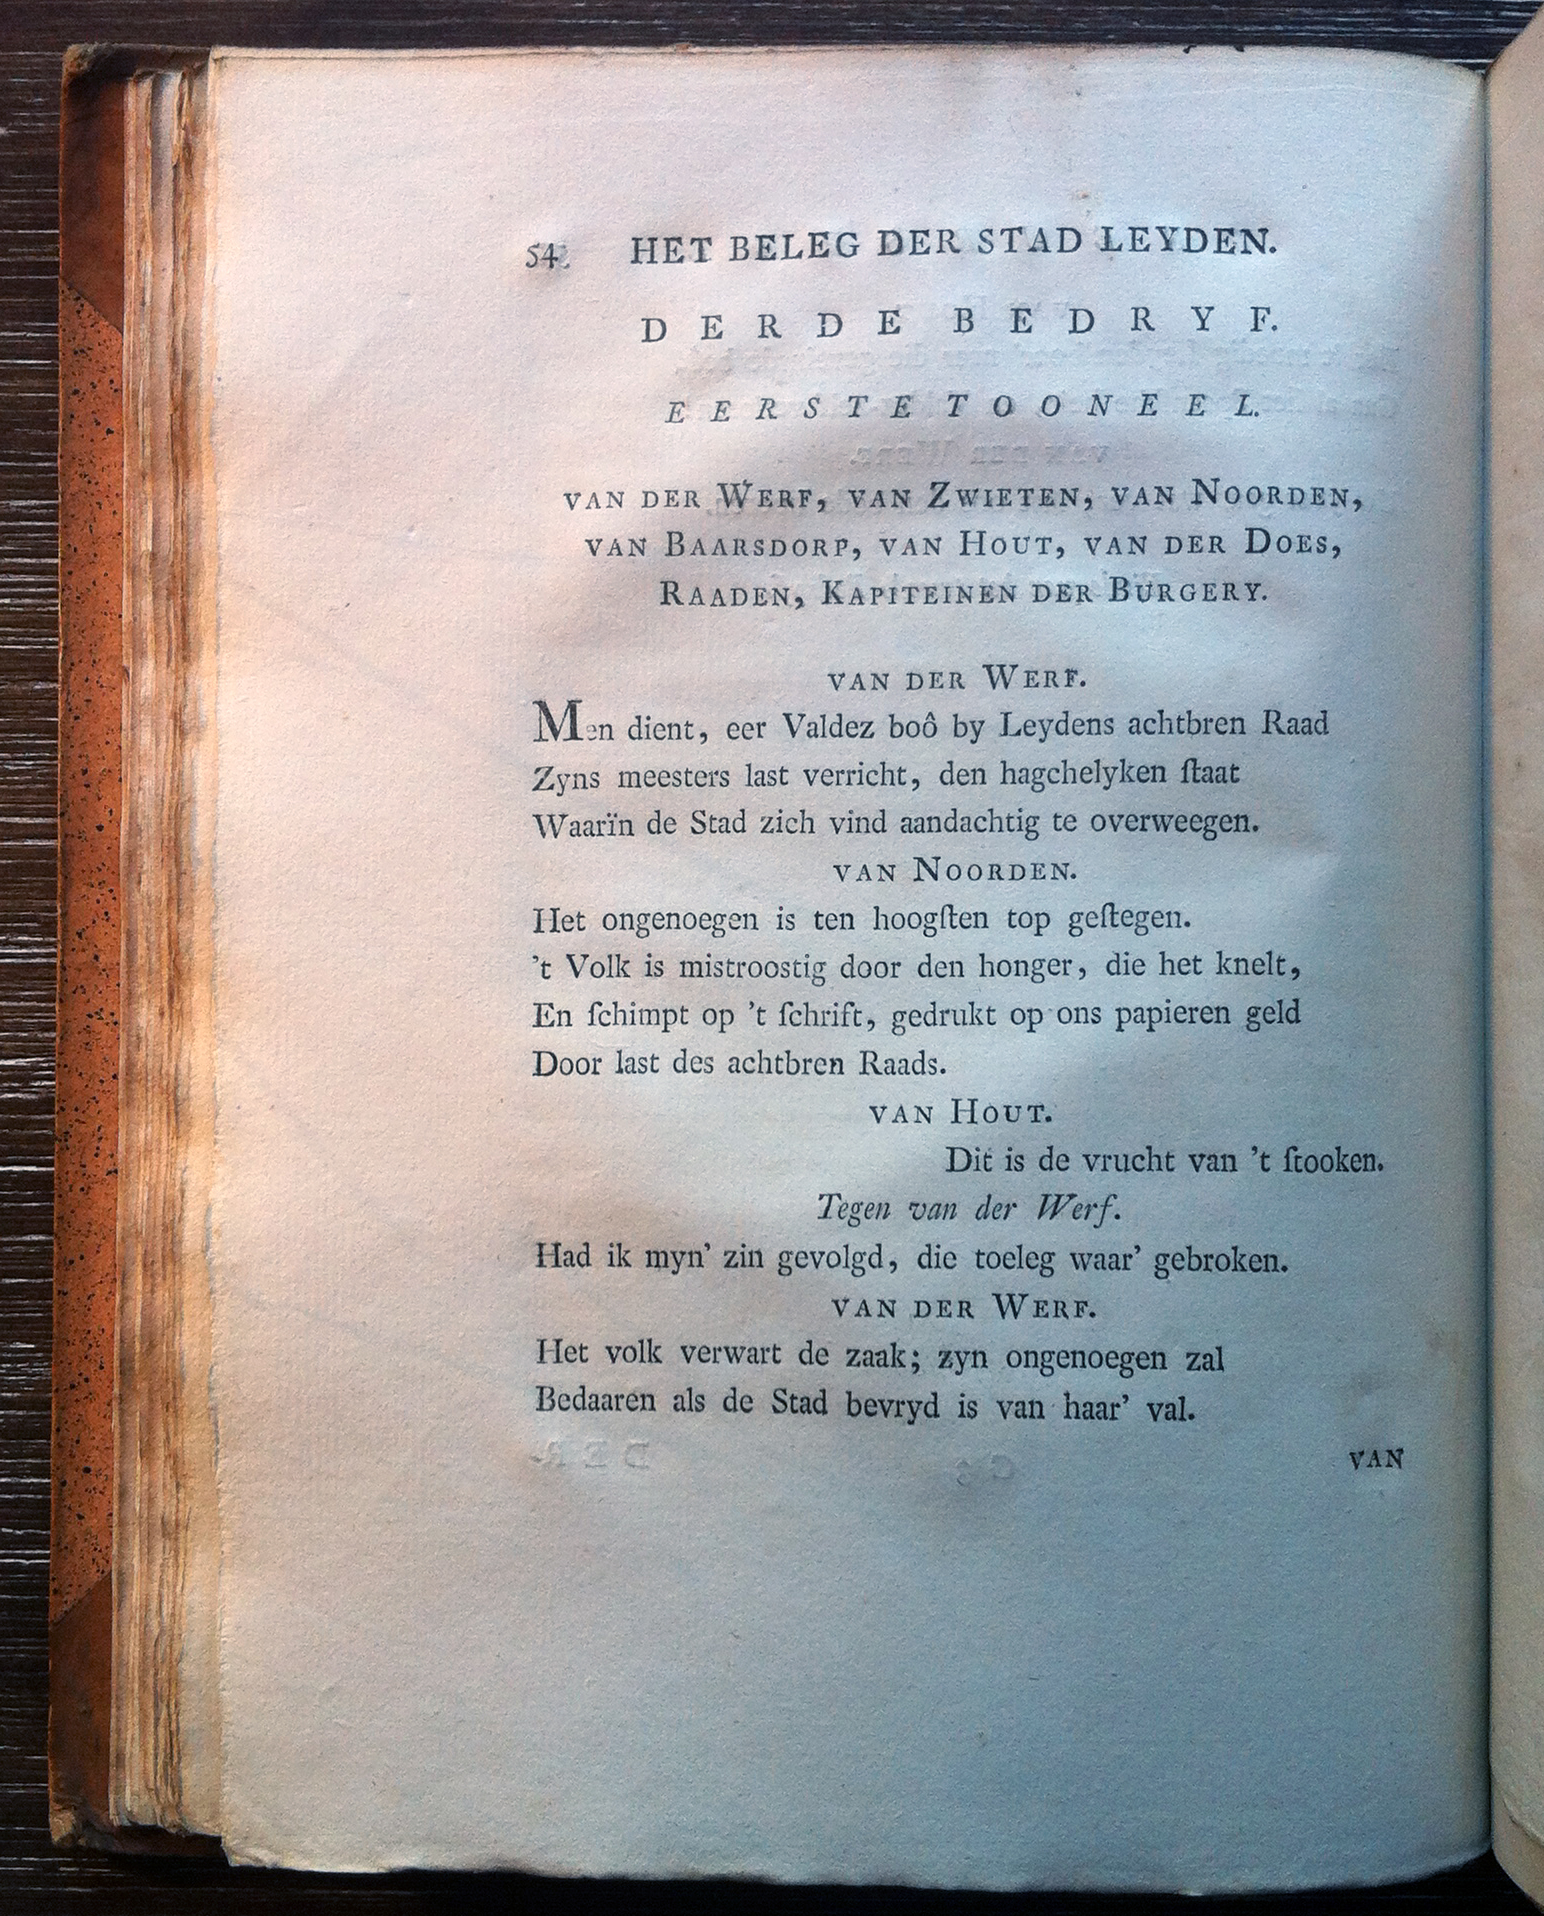 54 HET BELEG DER STAD LEYDEN.
DERDE BEDRYF.
EERSTE TOONEEL.
VAN DER WERF, VAN ZWIETEN, VAN NOORDEN,
VAN BAARSDORP, VAN HOUT, VAN DER DOES,
RAADEN, KAPITEINEN DER BURGERY.
VAN DER WERF.
Men dient, eer Valdez boô by Leydens achtbren Raad
Zyns meesters last verricht, den hagchelyken ſtaat
Waarïn de Stad zich vind aandachtig te overweegen.
VAN NOORDEN.
Het ongenoegen is ten hoogſten top geſtegen.
't Volk is mistroostig door den honger, die het knelt,
En ſchimpt op 't ſchrift, gedrukt op ons papieren geld
Door last des achtbren Raads.
VAN HOUT.
Dit is de vrucht van 't ſtooken.
Tegen van der Werf.
Had ik myn' zin gevolgd, die toeleg waar' gebroken.
VAN DER WERF.
Het volk verwart de zaak; zyn ongenoegen zal
Bedaaren als de Stad bevryd is van haar' val.
VAN